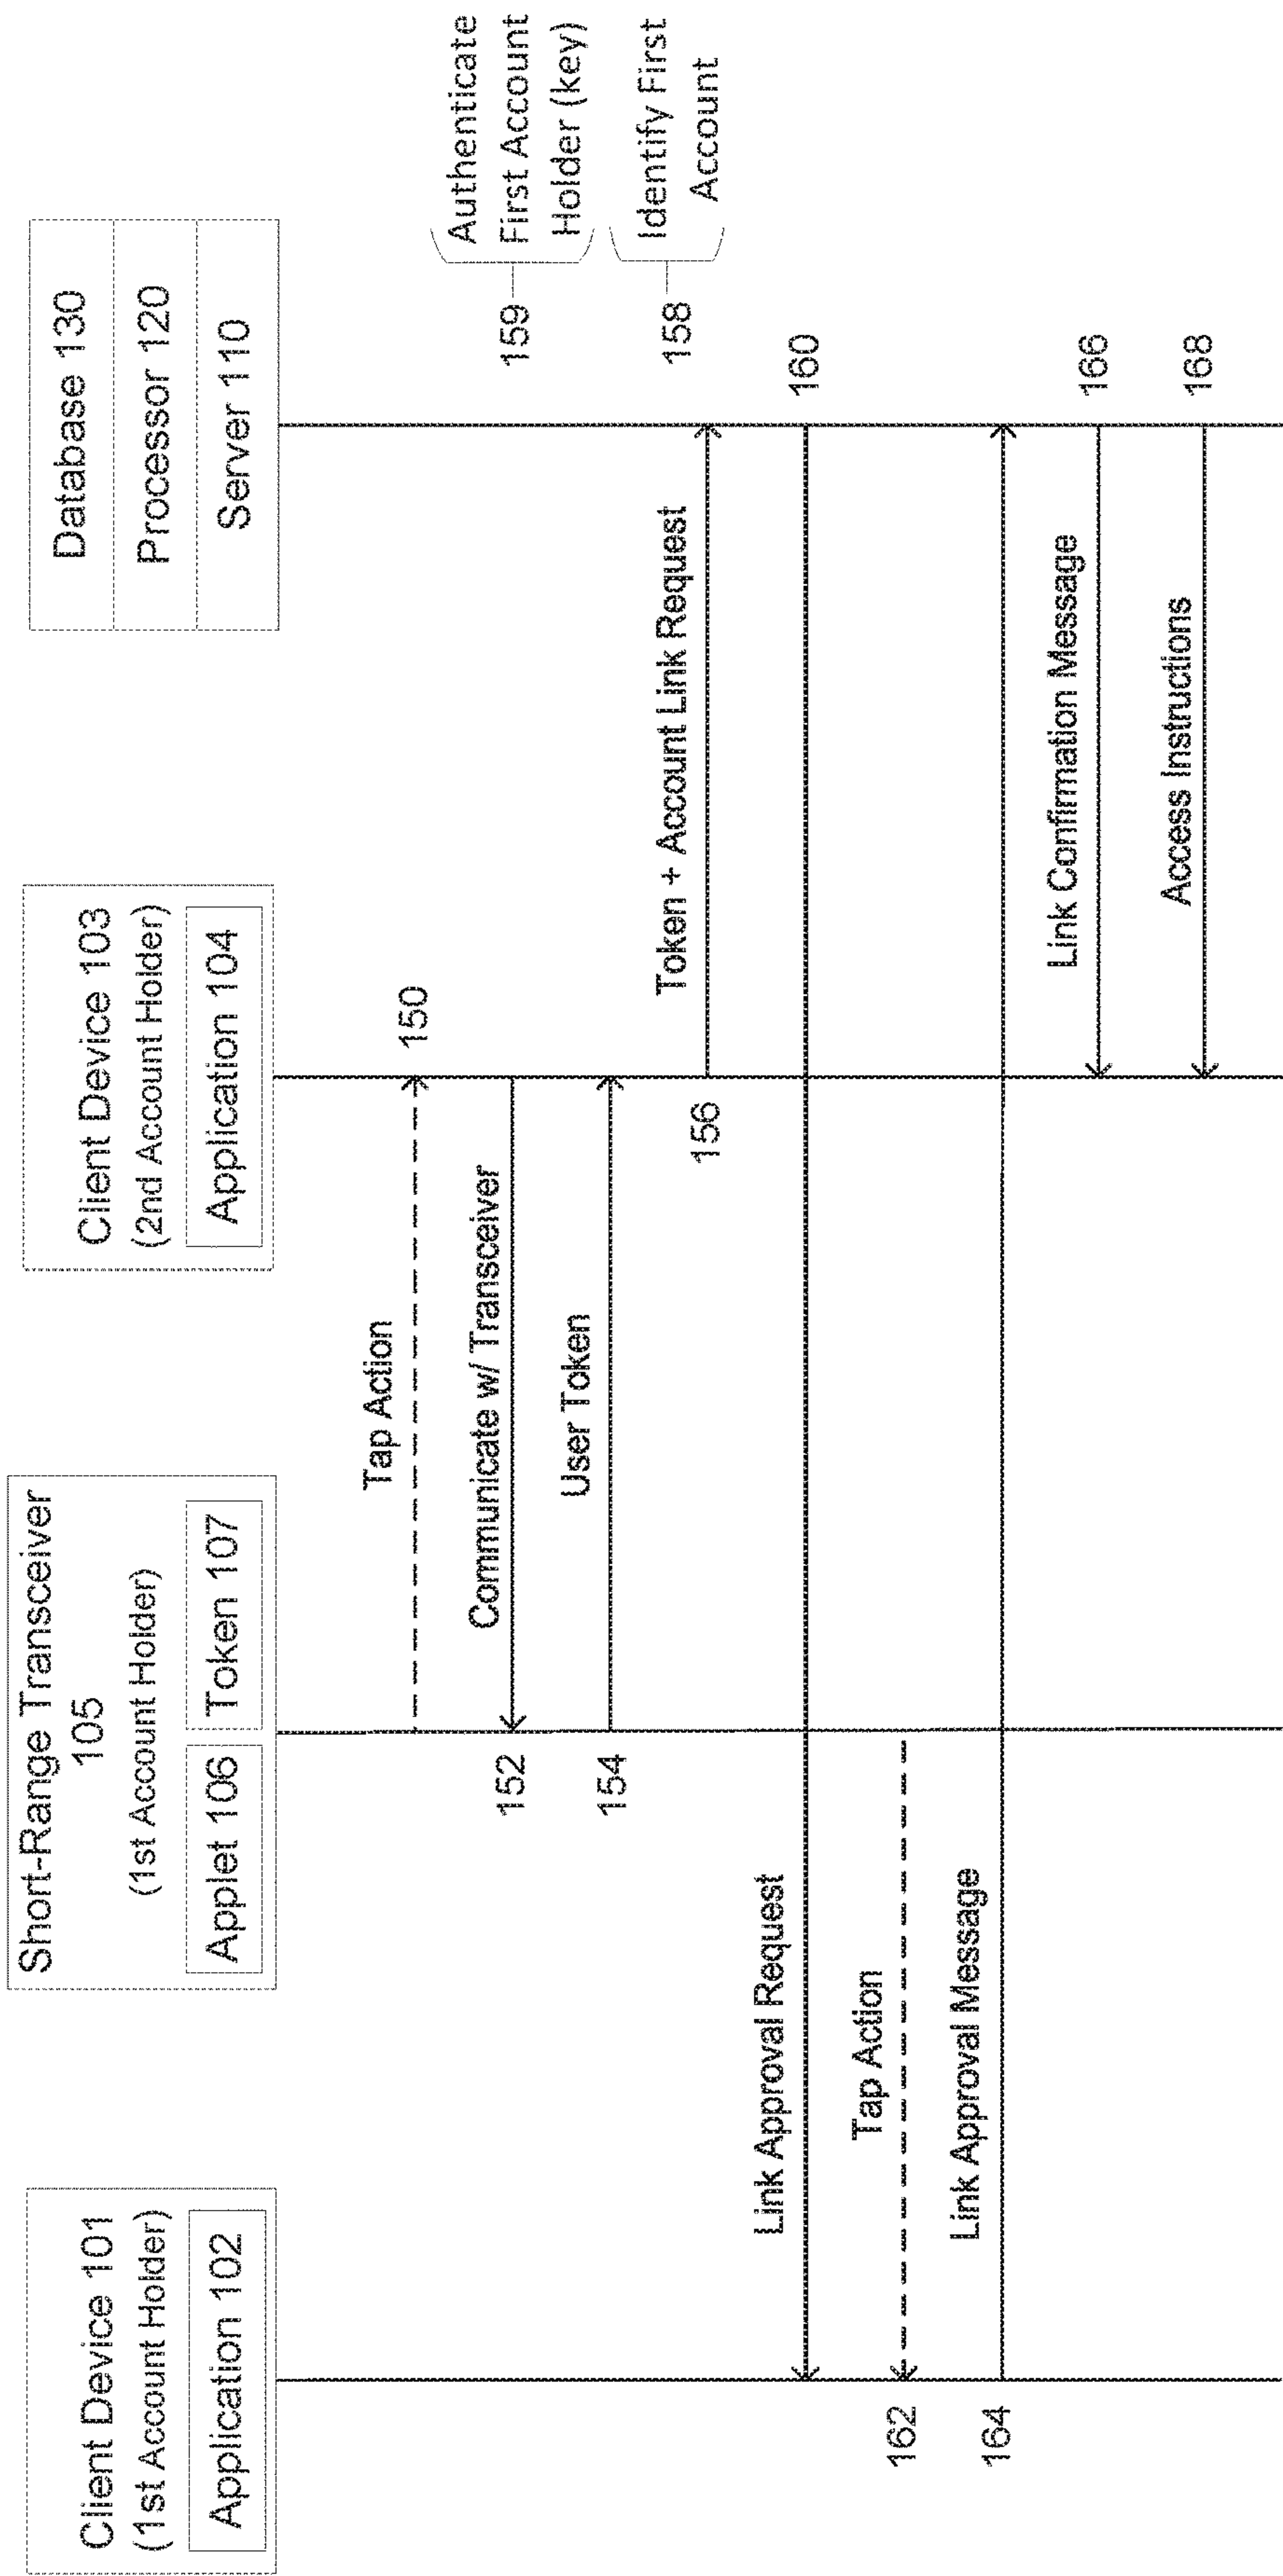 Client Device 101
(1st Account Holder)
Application 102
Short-Range Transceiver
105
(1st Account Holder)
Applet 106
Token 107
Client Device 103
(2nd Account Holder)
Application 104
Database 130
Processor 120
Server 110
Tap Action
150
Communicate w/ Transceiver
152
159
Authenticate
First Account
Holder (key)
User Token
154
Token + Account Link Request
156
158
Identify First
Account
Link Approval Request
160
Tap Action
162
Link Approval Message
164
Link Confirmation Message
166
Access Instructions
168